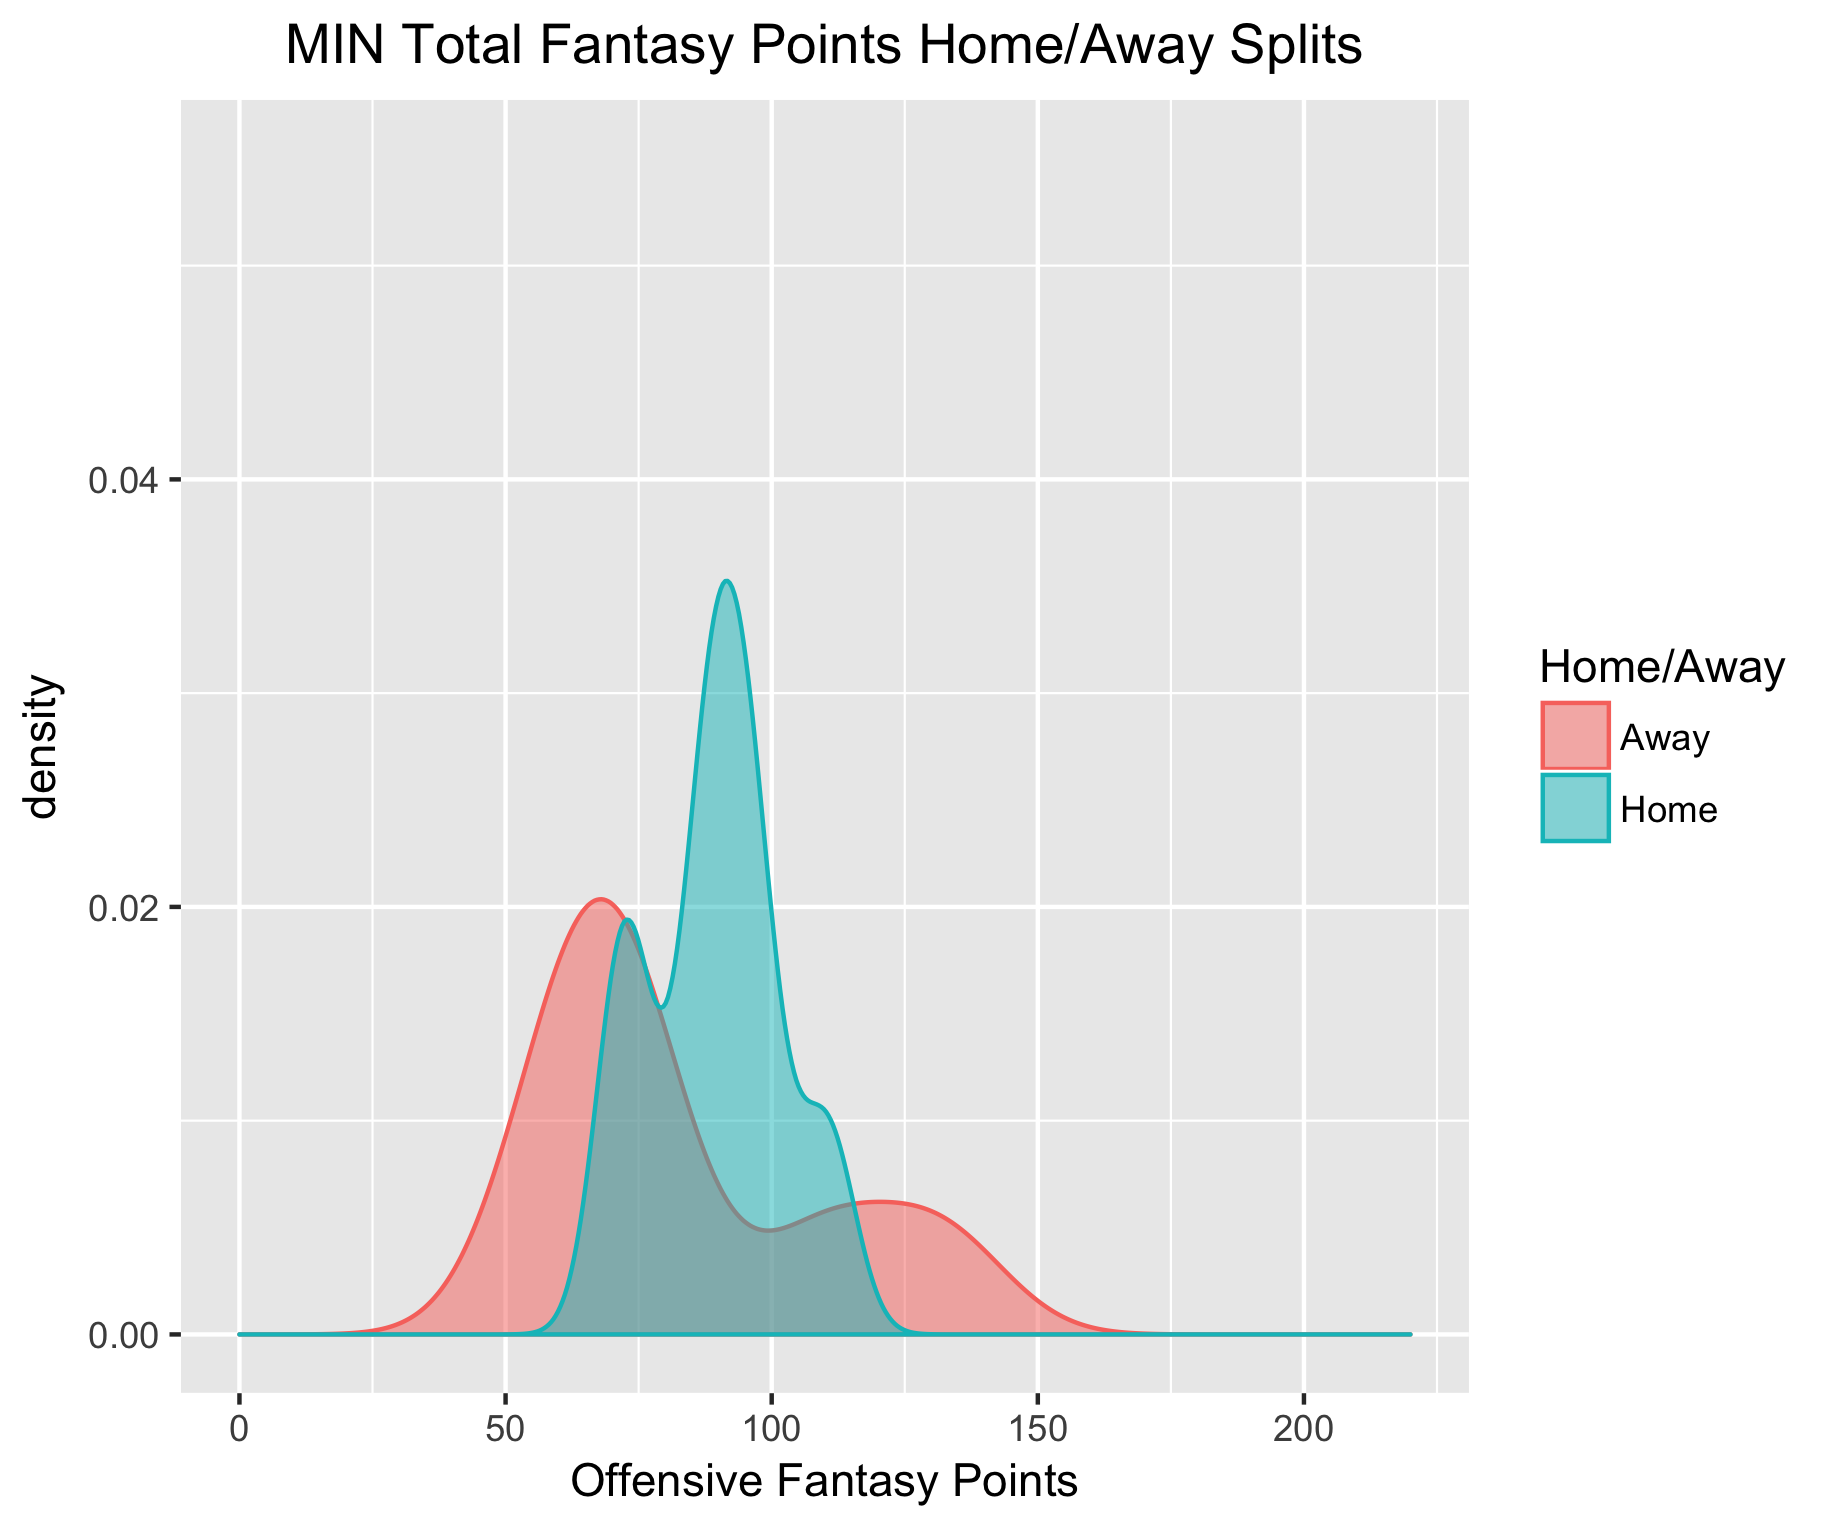 MIN Total Fantasy Points Home/Away Splits
density
0.04
0.02
0.00
0 50 100 150 200
Offensive Fantasy Points
Home/Away
Away
Home